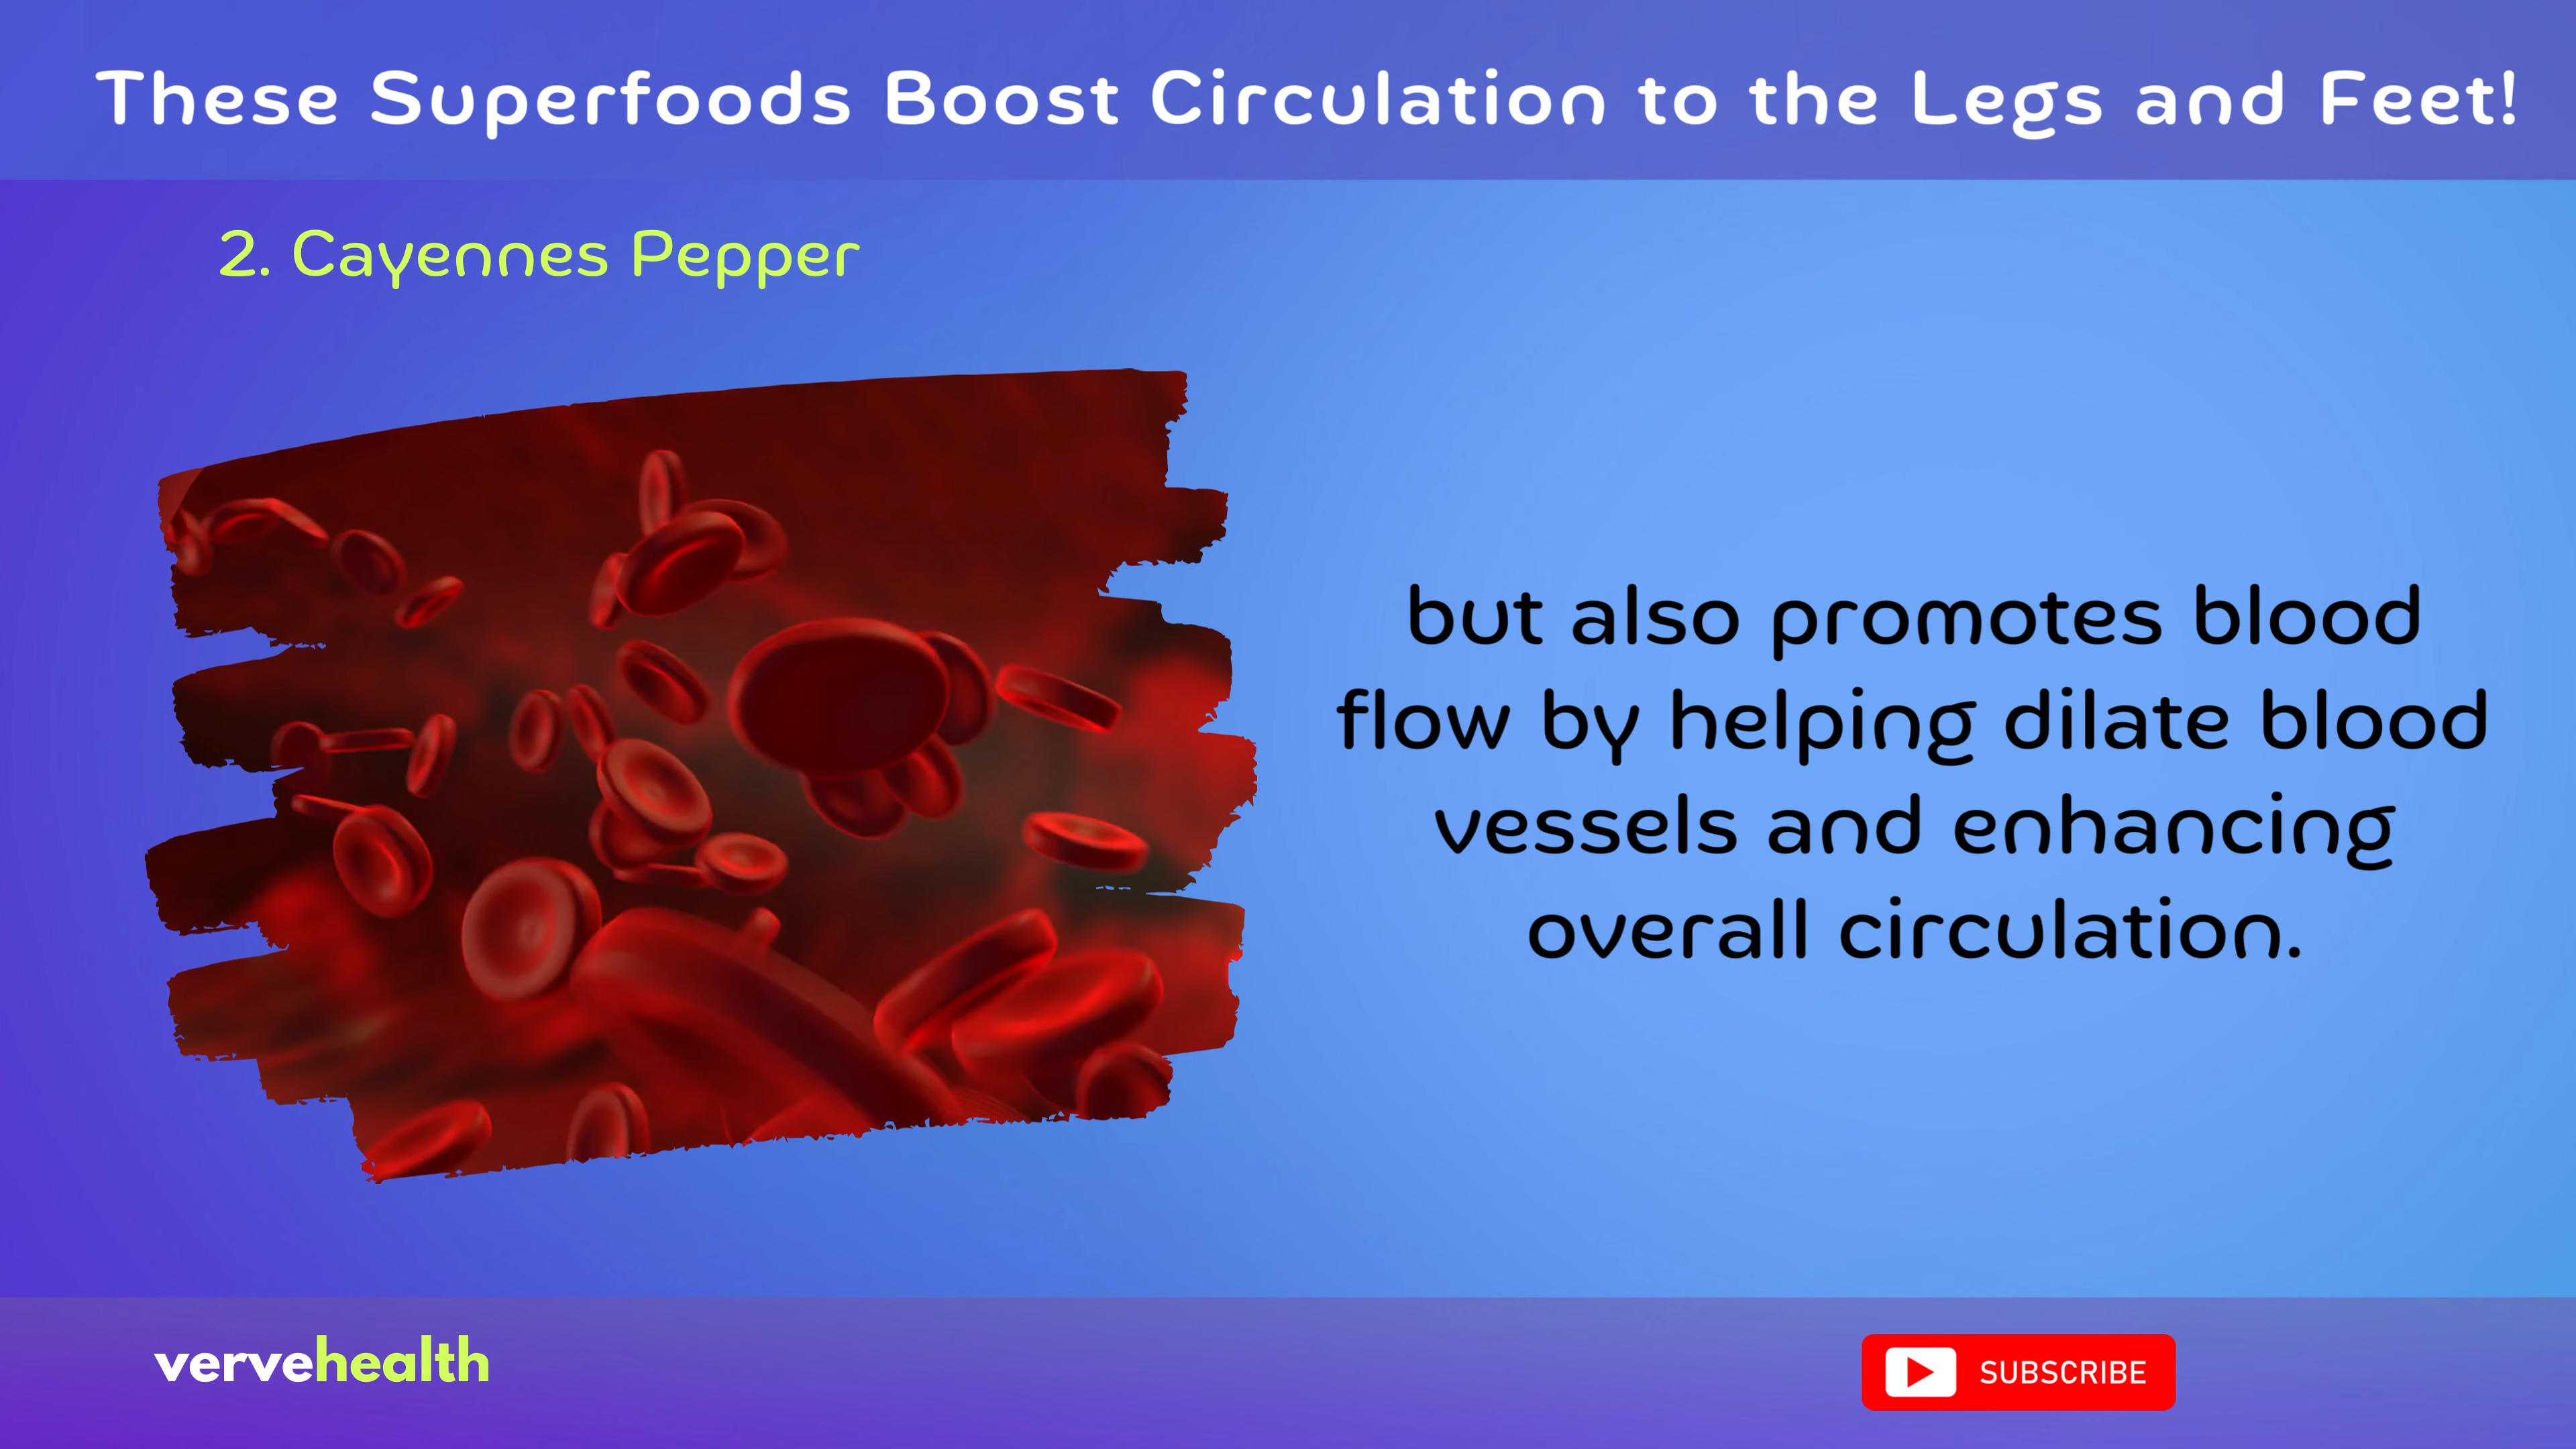 These Superfoods Boost Circulation to the Legs and Feet!
2. Cayennes Pepper
but also promotes blood
flow by helping dilate blood
vessels and enhancing
overall circulation.
vervehealth
SUBSCRIBE